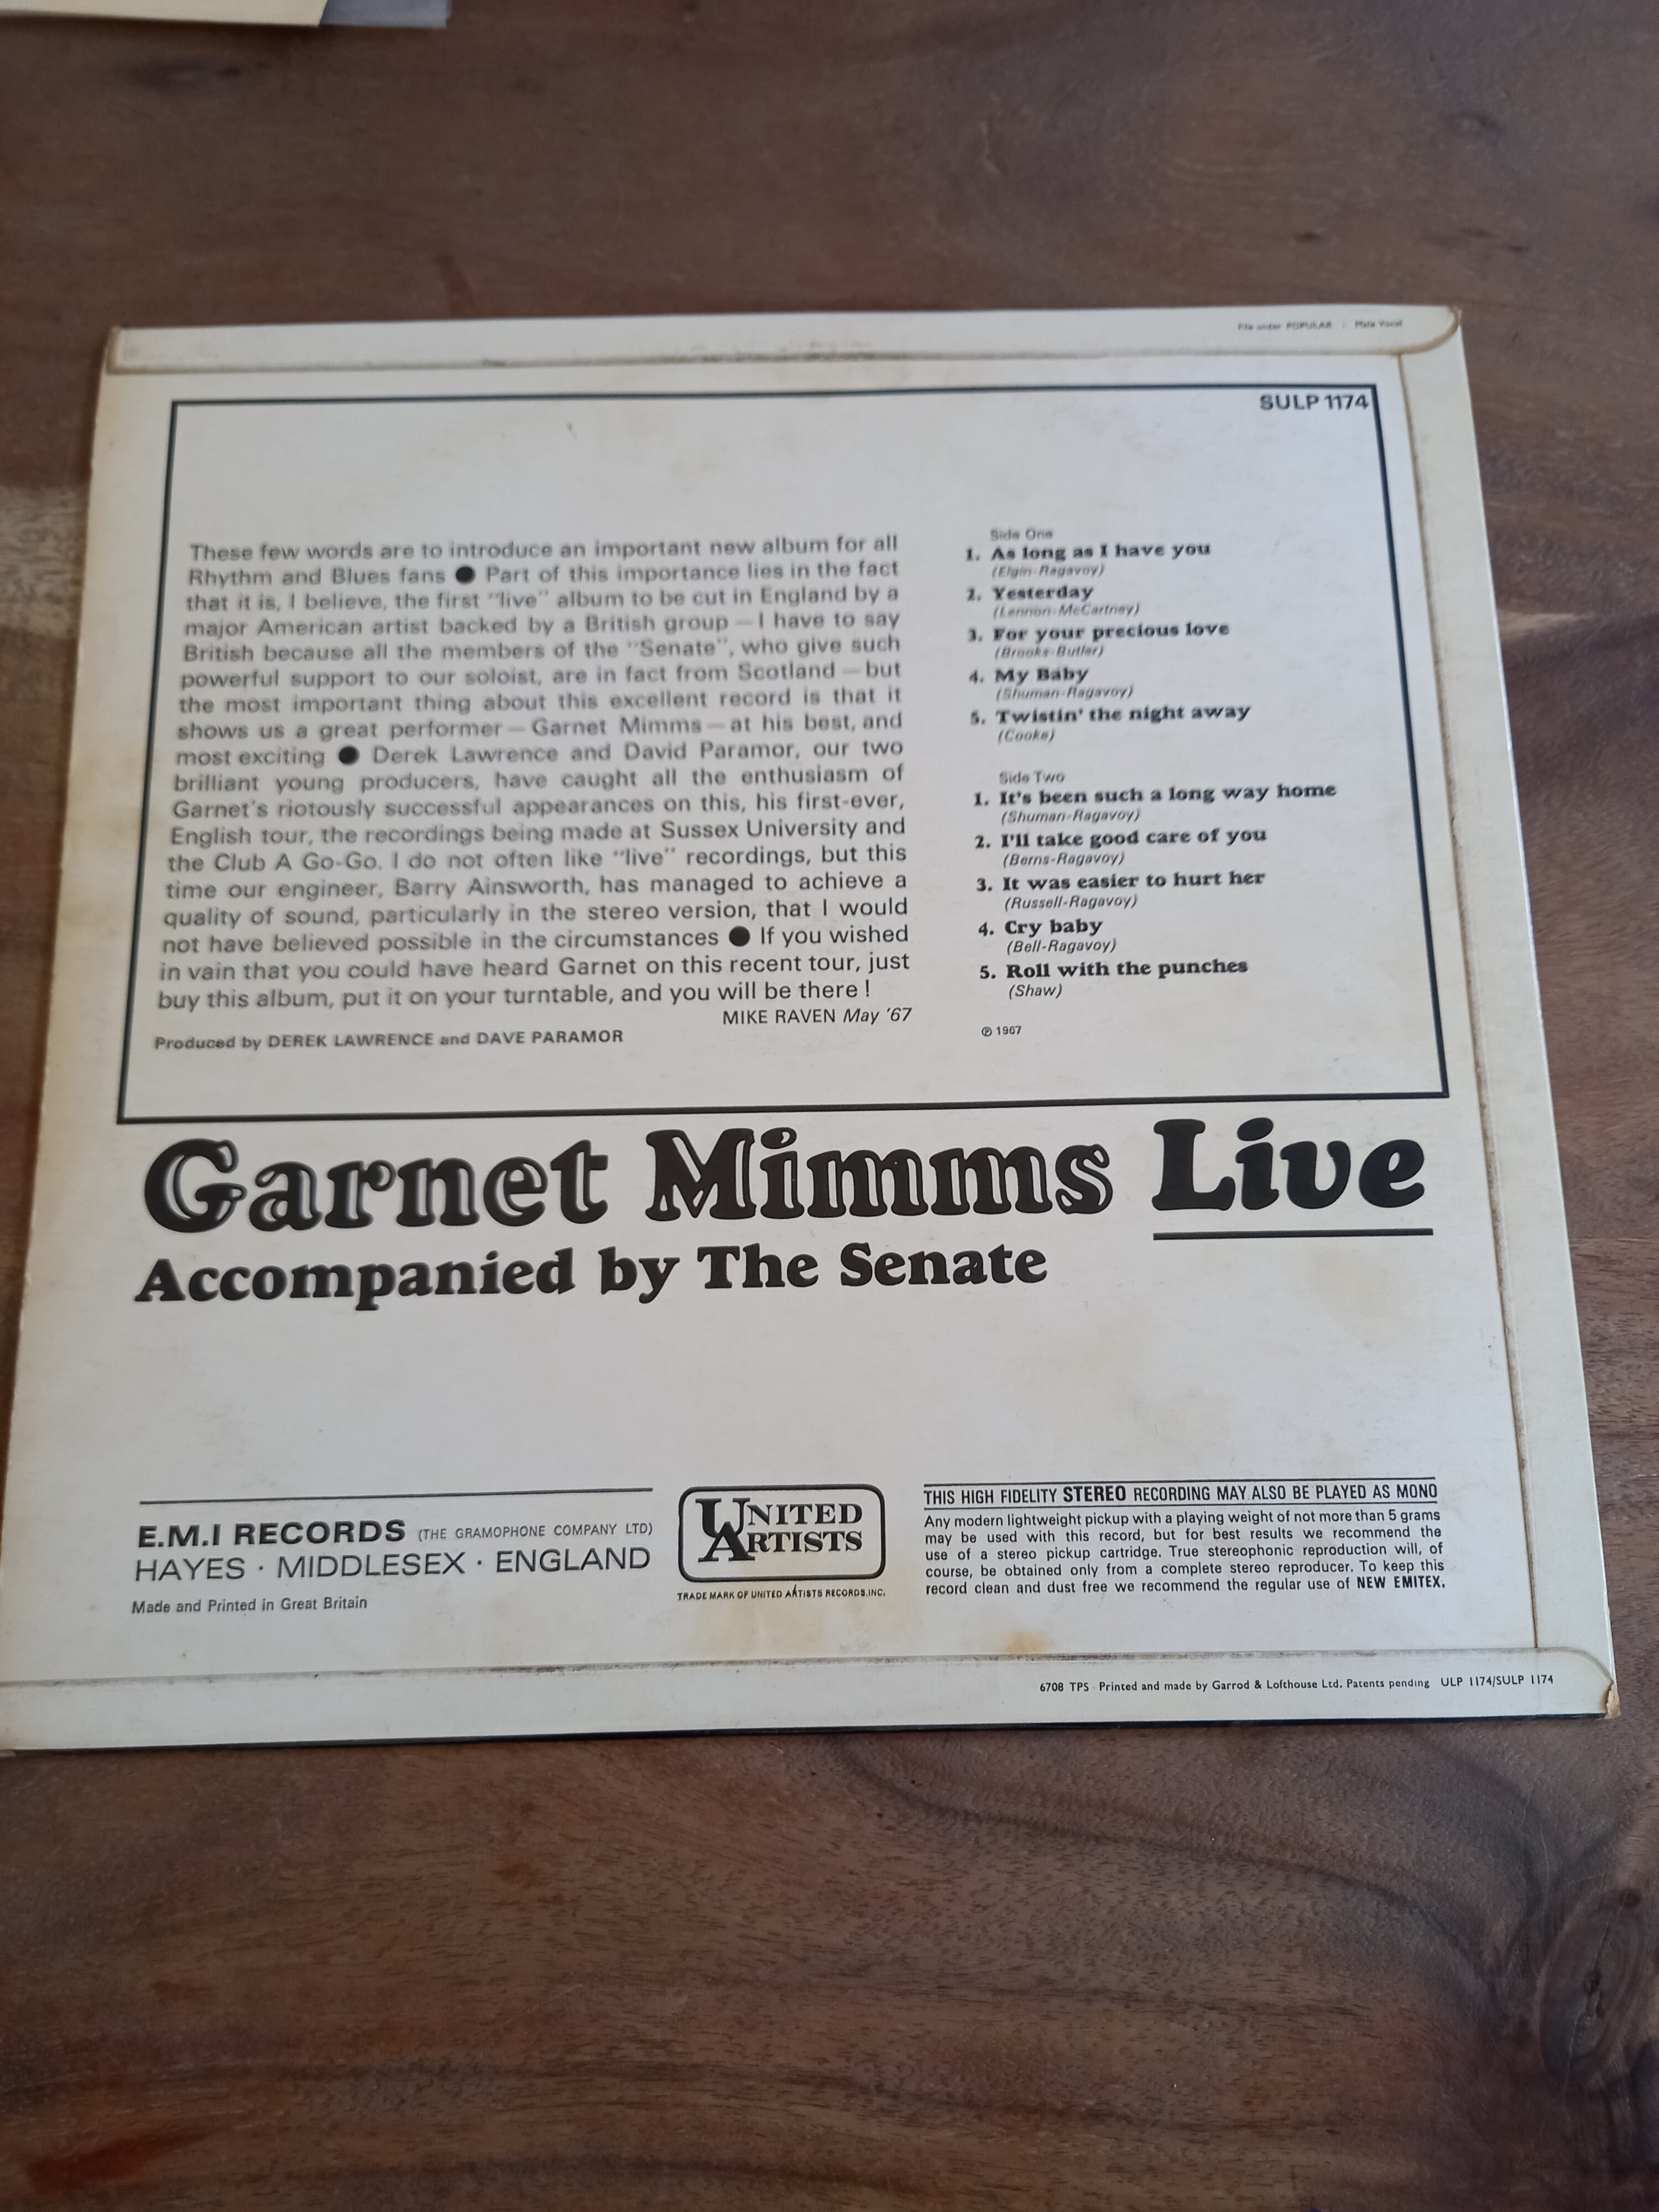 File under POPULAR : Male Vocal
SULP 1174
These few words are to introduce an important new album for all
Rhythm and Blues fans ● Part of this importance lies in the fact
that it is, I believe, the first "live" album to be cut in England by a
major American artist backed by a British group — I have to say
British because all the members of the "Senate", who give such
powerful support to our soloist, are in fact from Scotland — but
the most important thing about this excellent record is that it
shows us a great performer — Garnet Mimms — at his best, and
most exciting ● Derek Lawrence and David Paramor, our two
brilliant young producers, have caught all the enthusiasm of
Garnet's riotously successful appearances on this, his first-ever,
English tour, the recordings being made at Sussex University and
the Club A Go-Go. I do not often like "live" recordings, but this
time our engineer, Barry Ainsworth, has managed to achieve a
quality of sound, particularly in the stereo version, that I would
not have believed possible in the circumstances ● If you wished
in vain that you could have heard Garnet on this recent tour, just
buy this album, put it on your turntable, and you will be there !
MIKE RAVEN May '67
Produced by DEREK LAWRENCE and DAVE PARAMOR
Side One
1. As long as I have you
(Elgin-Ragavoy)
2. Yesterday
(Lennon-McCartney)
3. For your precious love
(Brooks-Butler)
4. My Baby
(Shuman-Ragavoy)
5. Twistin' the night away
(Cooke)
Side Two
1. It's been such a long way home
(Shuman-Ragavoy)
2. I'll take good care of you
(Berns-Ragavoy)
3. It was easier to hurt her
(Russell-Ragavoy)
4. Cry baby
(Bell-Ragavoy)
5. Roll with the punches
(Shaw)
℗ 1967
Garnet Mimms Live
Accompanied by The Senate
E.M.I RECORDS (THE GRAMOPHONE COMPANY LTD)
HAYES · MIDDLESEX · ENGLAND
Made and Printed in Great Britain
UNITED
ARTISTS
TRADE MARK OF UNITED ARTISTS RECORDS, INC.
THIS HIGH FIDELITY STEREO RECORDING MAY ALSO BE PLAYED AS MONO
Any modern lightweight pickup with a playing weight of not more than 5 grams
may be used with this record, but for best results we recommend the
use of a stereo pickup cartridge. True stereophonic reproduction will, of
course, be obtained only from a complete stereo reproducer. To keep this
record clean and dust free we recommend the regular use of NEW EMITEX.
6708 TPS Printed and made by Garrod & Lofthouse Ltd. Patents pending ULP 1174/SULP 1174